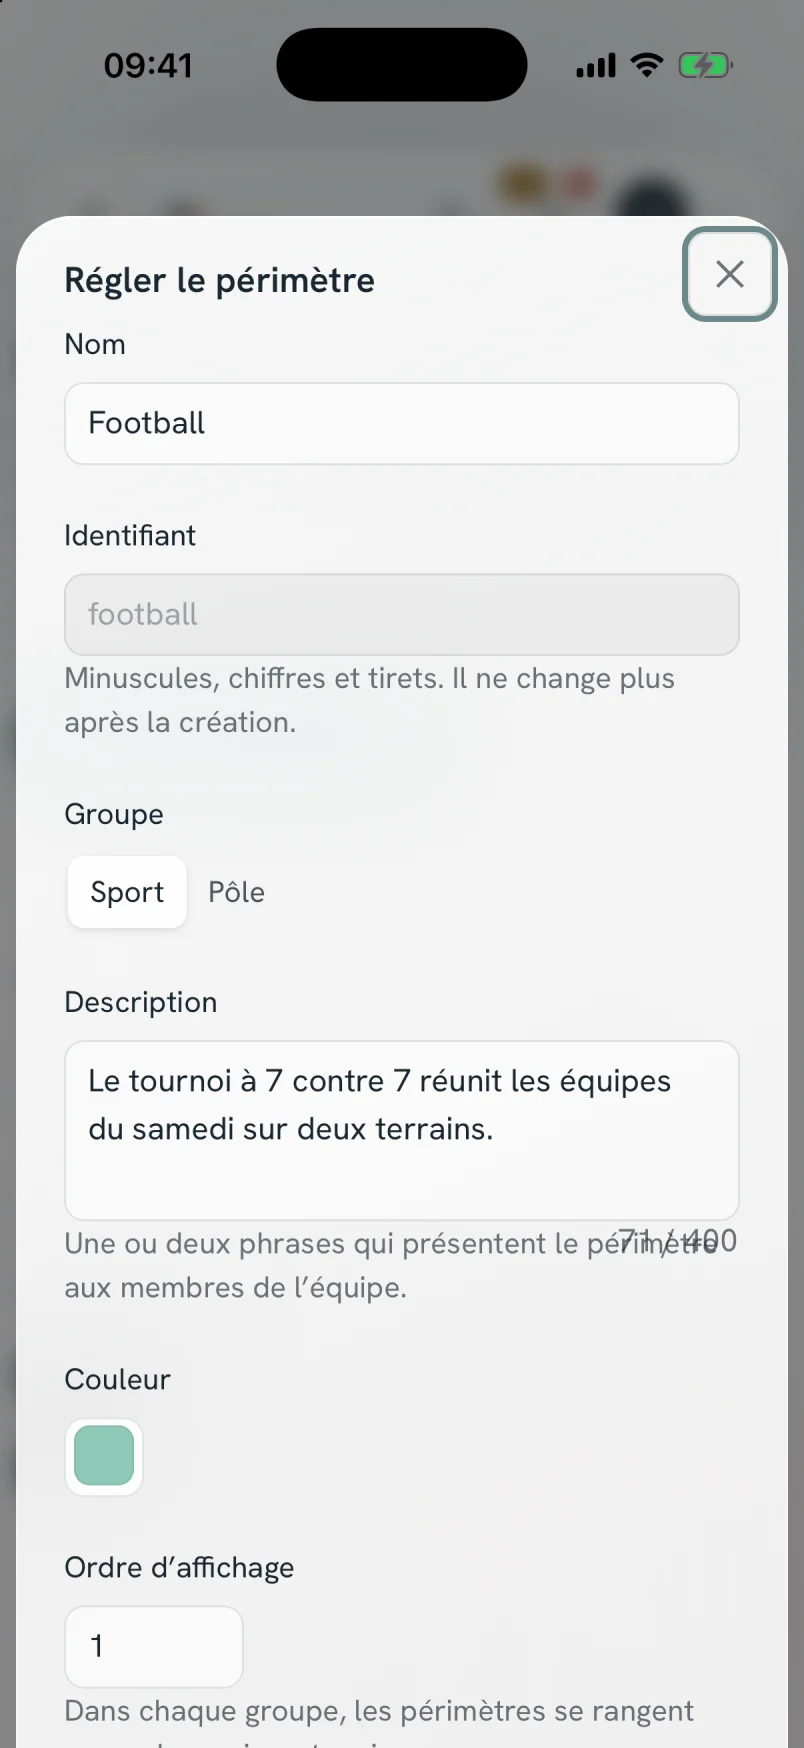 09:41
Régler le périmètre
Nom
Football
Identifiant
football
Minuscules, chiffres et tirets. Il ne change plus
après la création.
Groupe
Sport Pôle
Description
Le tournoi à 7 contre 7 réunit les équipes
du samedi sur deux terrains.
71 / 400
Une ou deux phrases qui présentent le périmètre
aux membres de l’équipe.
Couleur
Ordre d’affichage
1
Dans chaque groupe, les périmètres se rangent